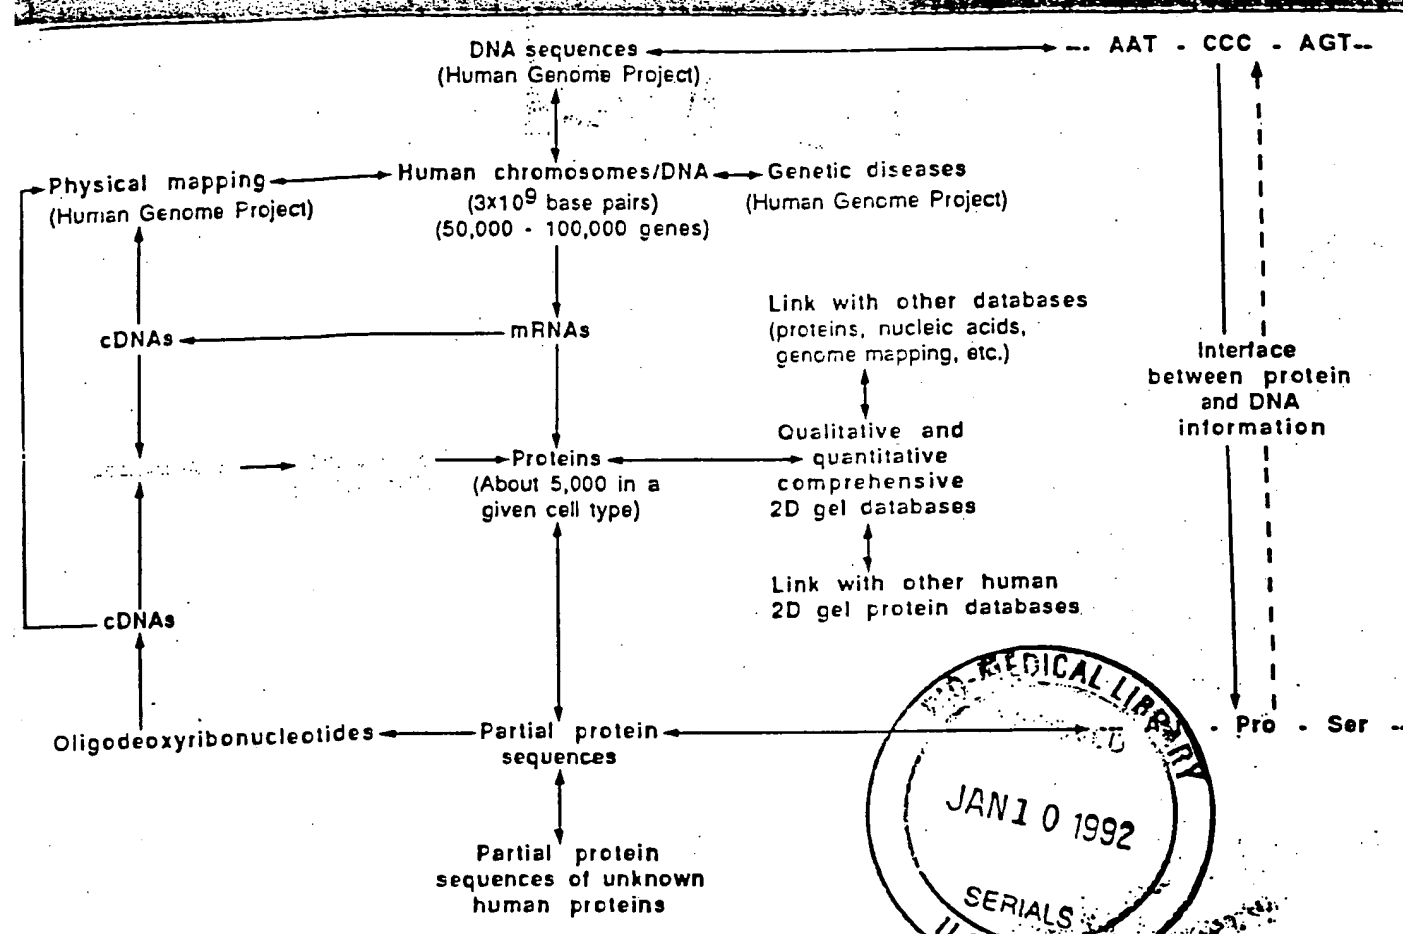 DNA sequences
(Human Genome Project)
--- AAT - CCC - AGT--
Physical mapping
(Human Genome Project)
Human chromosomes/DNA
(3x10⁹ base pairs)
(50,000 - 100,000 genes)
Genetic diseases
(Human Genome Project)
Link with other databases
(proteins, nucleic acids,
genome mapping, etc.)
cDNAs
mRNAs
Interface
between protein
and DNA
information
Qualitative and
quantitative
comprehensive
2D gel databases
Proteins
(About 5,000 in a
given cell type)
Link with other human
2D gel protein databases
cDNAs
Oligodeoxyribonucleotides
Partial protein
sequences
- Pro - Ser --
Partial protein
sequences of unknown
human proteins
MEDICAL LIBRARY
JAN 10 1992
SERIALS